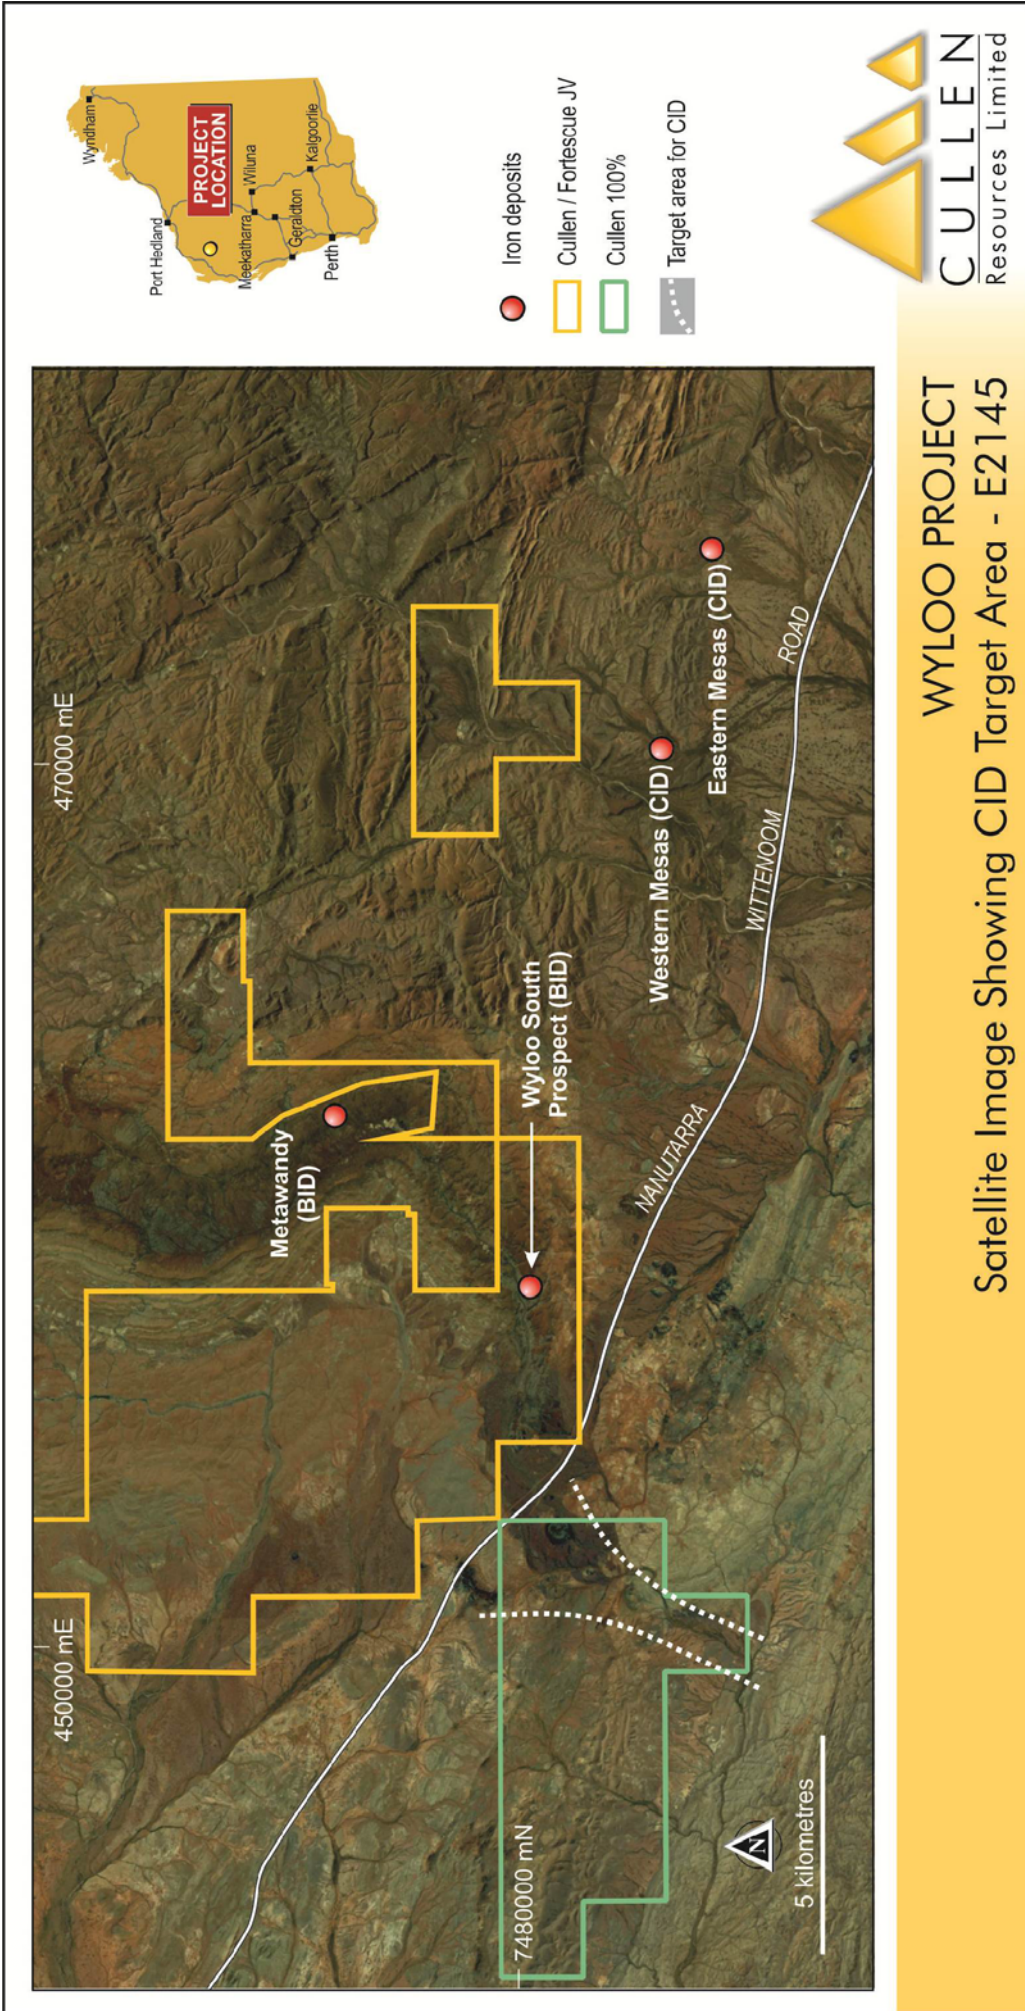 450000 mE
470000 mE
Metawandy
(BID)
Wyloo South
Prospect (BID)
7480000 mN
Western Mesas (CID)
Eastern Mesas (CID)
NANUTARRA
WITTENOOM
ROAD
N
5 kilometres
Wyndham
Port Hedland
PROJECT
LOCATION
Meekatharra
Wiluna
Geraldton
Kalgoorlie
Perth
Iron deposits
Cullen / Fortescue JV
Cullen 100%
Target area for CID
WYLOO PROJECT
Satellite Image Showing CID Target Area - E2145
CULLEN
Resources Limited